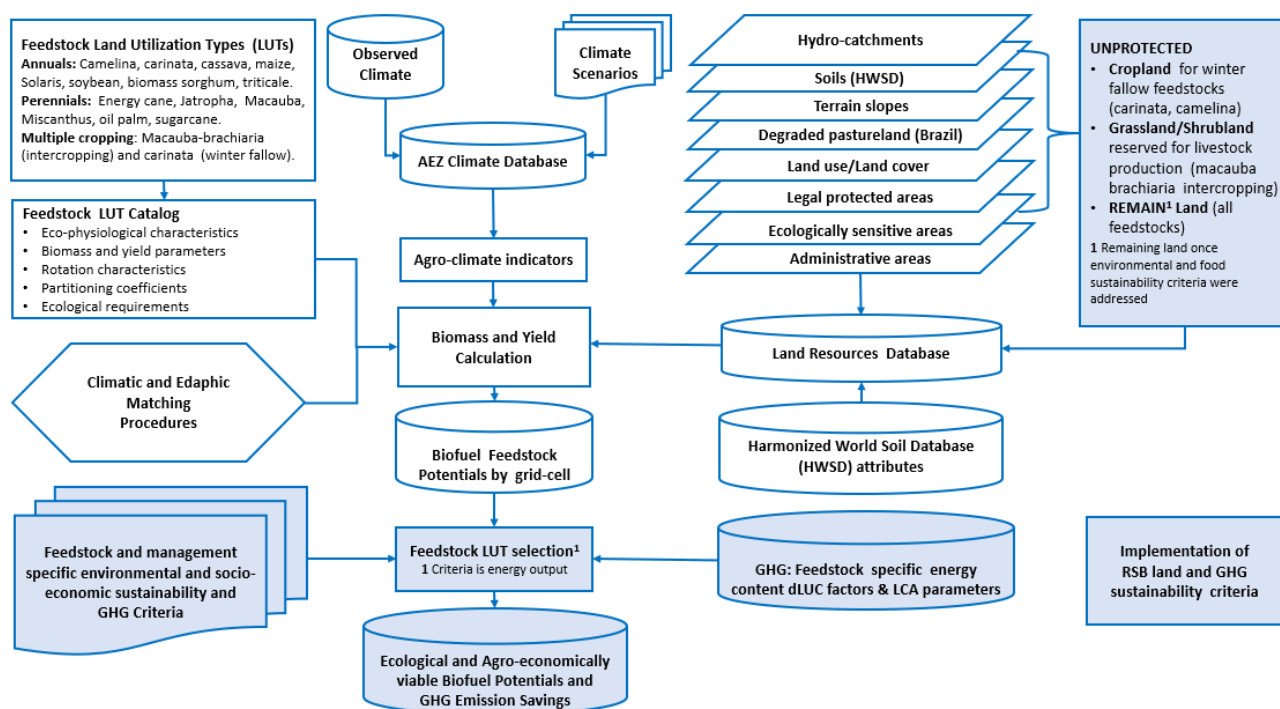 Feedstock Land Utilization Types (LUTs)
Annuals: Camelina, carinata, cassava, maize,
Solaris, soybean, biomass sorghum, triticale.
Perennials: Energy cane, Jatropha, Macauba,
Miscanthus, oil palm, sugarcane.
Multiple cropping: Macauba-brachiaria
(intercropping) and carinata (winter fallow).
Observed
Climate
Climate
Scenarios
AEZ Climate Database
Agro-climate indicators
Feedstock LUT Catalog
• Eco-physiological characteristics
• Biomass and yield parameters
• Rotation characteristics
• Partitioning coefficients
• Ecological requirements
Climatic and Edaphic
Matching
Procedures
Biomass and Yield
Calculation
Biofuel Feedstock
Potentials by grid-cell
Hydro-catchments
Soils (HWSD)
Terrain slopes
Degraded pastureland (Brazil)
Land use/Land cover
Legal protected areas
Ecologically sensitive areas
Administrative areas
Land Resources Database
Harmonized World Soil Database
(HWSD) attributes
UNPROTECTED
• Cropland for winter
fallow feedstocks
(carinata, camelina)
• Grassland/Shrubland
reserved for livestock
production (macauba
brachiaria intercropping)
• REMAIN¹ Land (all
feedstocks)
1 Remaining land once
environmental and food
sustainability criteria were
addressed
Feedstock and management
specific environmental and socio-
economic sustainability and
GHG Criteria
Feedstock LUT selection¹
1 Criteria is energy output
GHG: Feedstock specific energy
content dLUC factors & LCA parameters
Implementation of
RSB land and GHG
sustainability criteria
Ecological and Agro-economically
viable Biofuel Potentials and
GHG Emission Savings